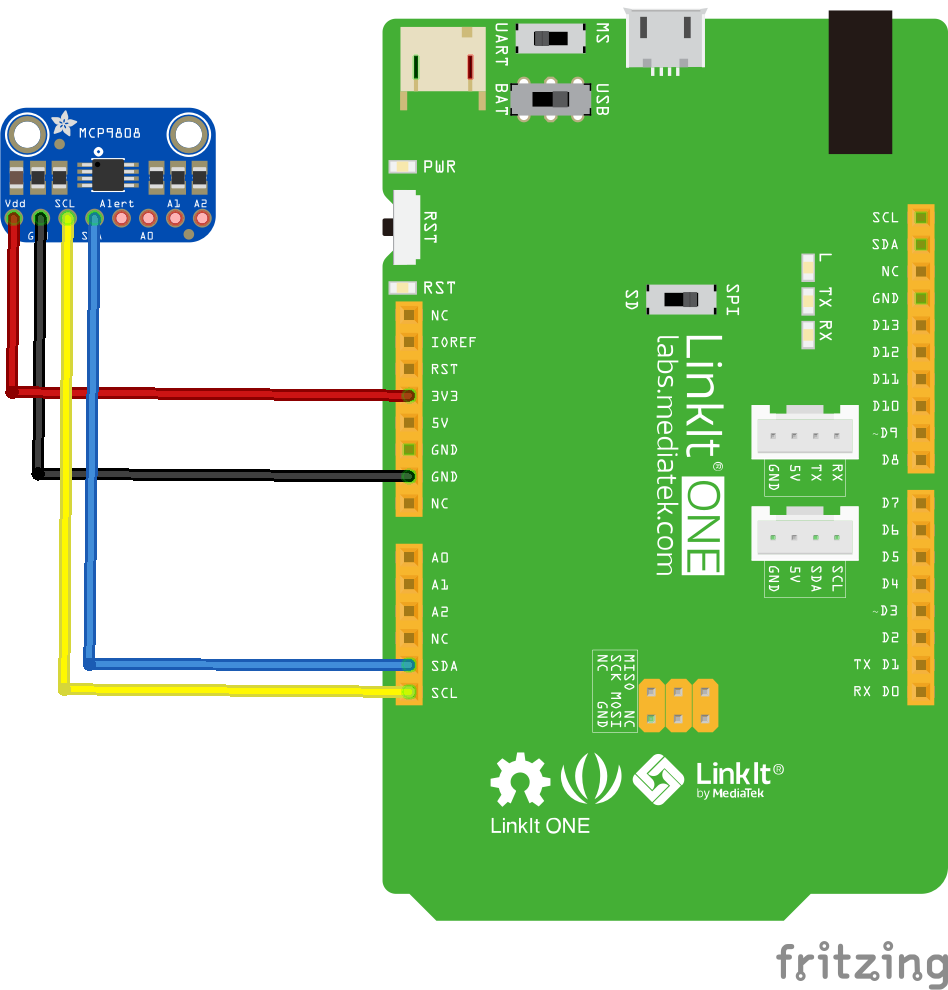 MCP9808
Vdd
SCL
Alert
A1
A2
A0
UART
MS
BAT
USB
PWR
RST
RST
NC
IOREF
RST
3V3
5V
GND
GND
NC
A0
A1
A2
NC
SDA
SCL
SD
SPI
L
TX
RX
LinkIt
ONE
labs.mediatek.com
SCL
SDA
NC
GND
D13
D12
D11
D10
~D9
D8
GND 5V TX RX
D7
D6
D5
D4
~D3
D2
TX D1
RX D0
GND 5V SDA SCL
MISO NC
SCK MOSI
NC GND
LinkIt®
by MediaTek
LinkIt ONE
fritzing